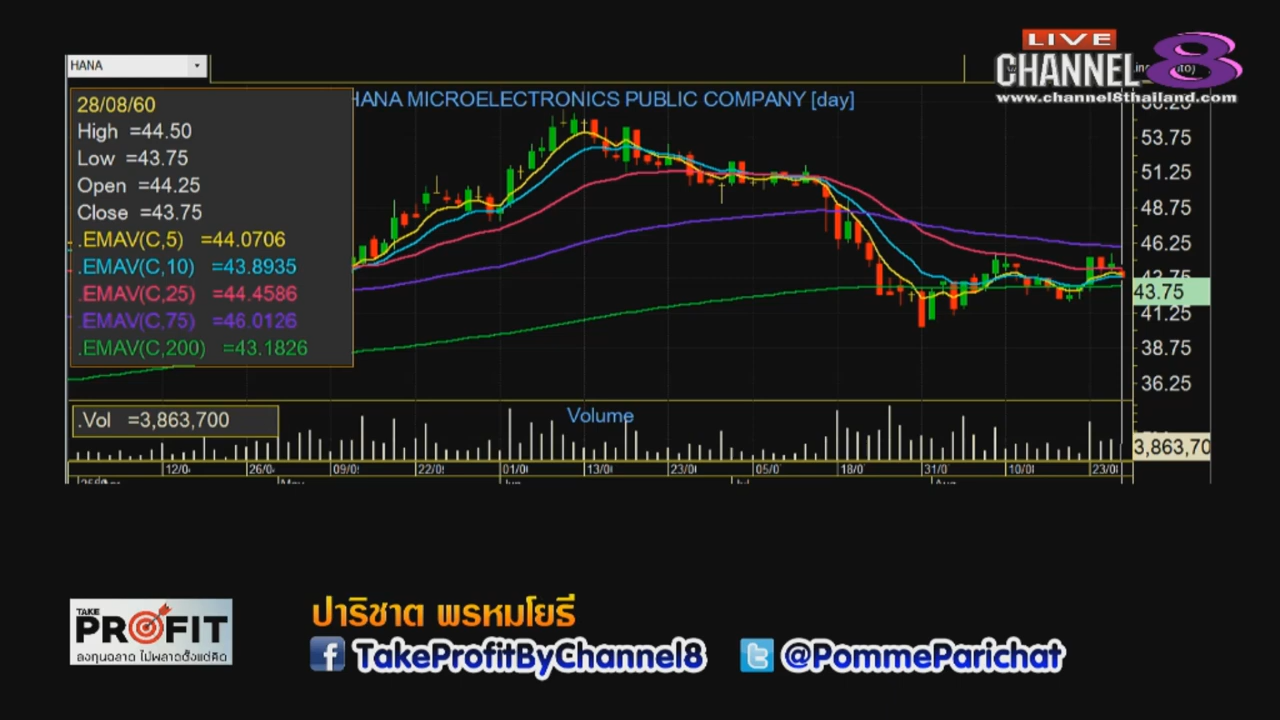 HANA
LIVE
CHANNEL 8
www.channel8thailand.com
28/08/60
High =44.50
Low =43.75
Open =44.25
Close =43.75
.EMAV(C,5) =44.0706
.EMAV(C,10) =43.8935
.EMAV(C,25) =44.4586
.EMAV(C,75) =46.0126
.EMAV(C,200) =43.1826
HANA MICROELECTRONICS PUBLIC COMPANY [day]
53.75
51.25
48.75
46.25
43.75
43.75
41.25
38.75
36.25
.Vol =3,863,700
Volume
3,863,70
12/0 26/0 09/0 22/0 01/0 13/0 23/0 05/0 18/0 31/0 10/0 23/0
TAKE
PROFIT
ลงทุนฉลาด ไม่พลาดตั้งแต่คิด
ปาริชาต พรหมโยธี
TakeProfitByChannel8 @PommeParichat